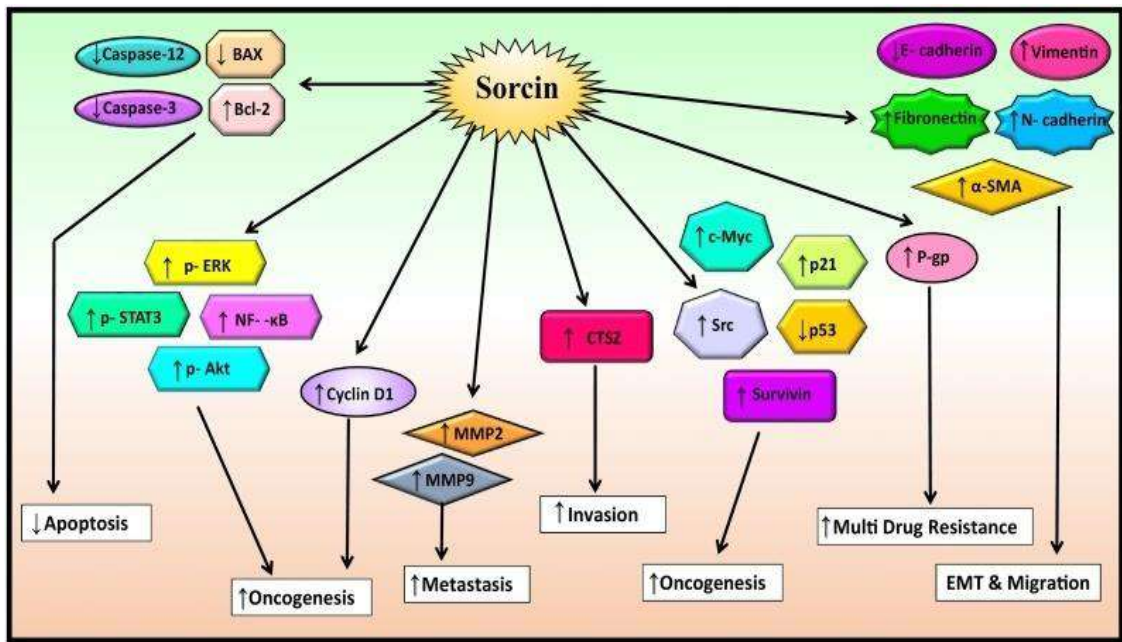 Sorcin
↓Caspase-12
↓ BAX
↓Caspase-3
↑Bcl-2
↓E- cadherin
↑Vimentin
↑Fibronectin
↑N- cadherin
↑ α-SMA
↑ p- ERK
↑p- STAT3
↑ NF- -κB
↑p- Akt
↑Cyclin D1
↑MMP2
↑MMP9
↑ CTSZ
↑c-Myc
↑p21
↑ Src
↓p53
↑ Survivin
↑ P-gp
↓Apoptosis
↑Oncogenesis
↑Metastasis
↑Invasion
↑Oncogenesis
↑Multi Drug Resistance
EMT & Migration